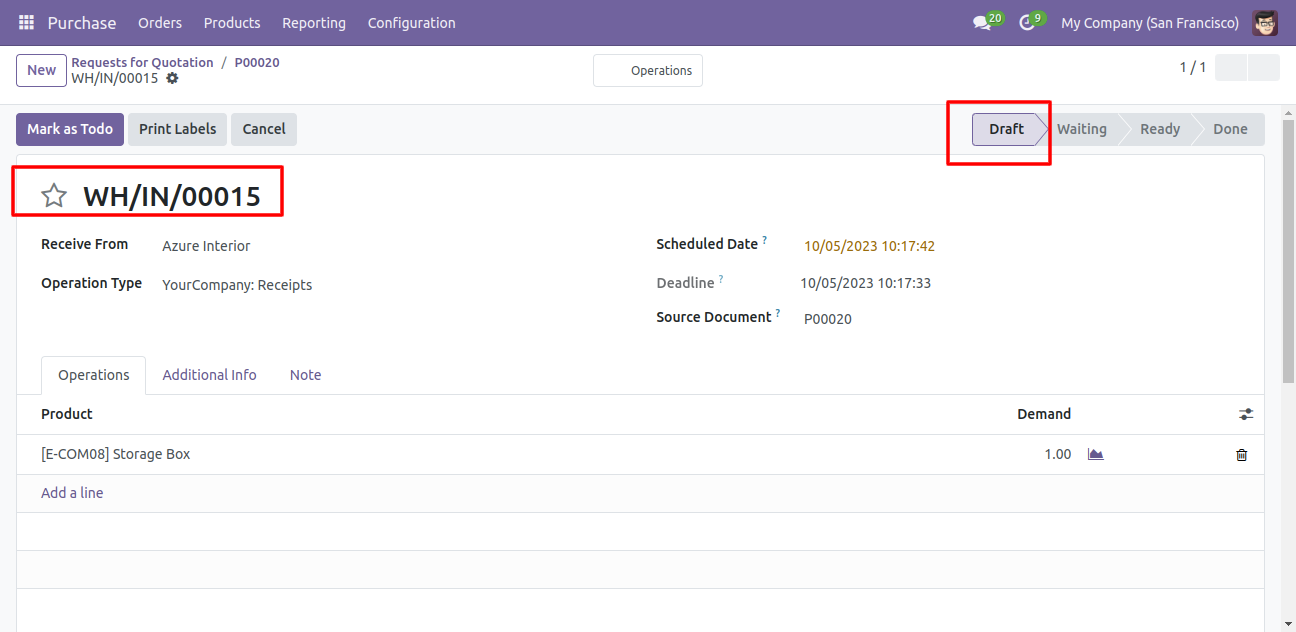 Purchase Orders Products Reporting Configuration 20 9 My Company (San Francisco)
New Requests for Quotation / P00020 Operations 1 / 1
WH/IN/00015
Mark as Todo Print Labels Cancel Draft Waiting Ready Done
WH/IN/00015
Receive From Azure Interior Scheduled Date ? 10/05/2023 10:17:42
Operation Type YourCompany: Receipts Deadline ? 10/05/2023 10:17:33
Source Document ? P00020
Operations Additional Info Note
Product Demand
[E-COM08] Storage Box 1.00
Add a line